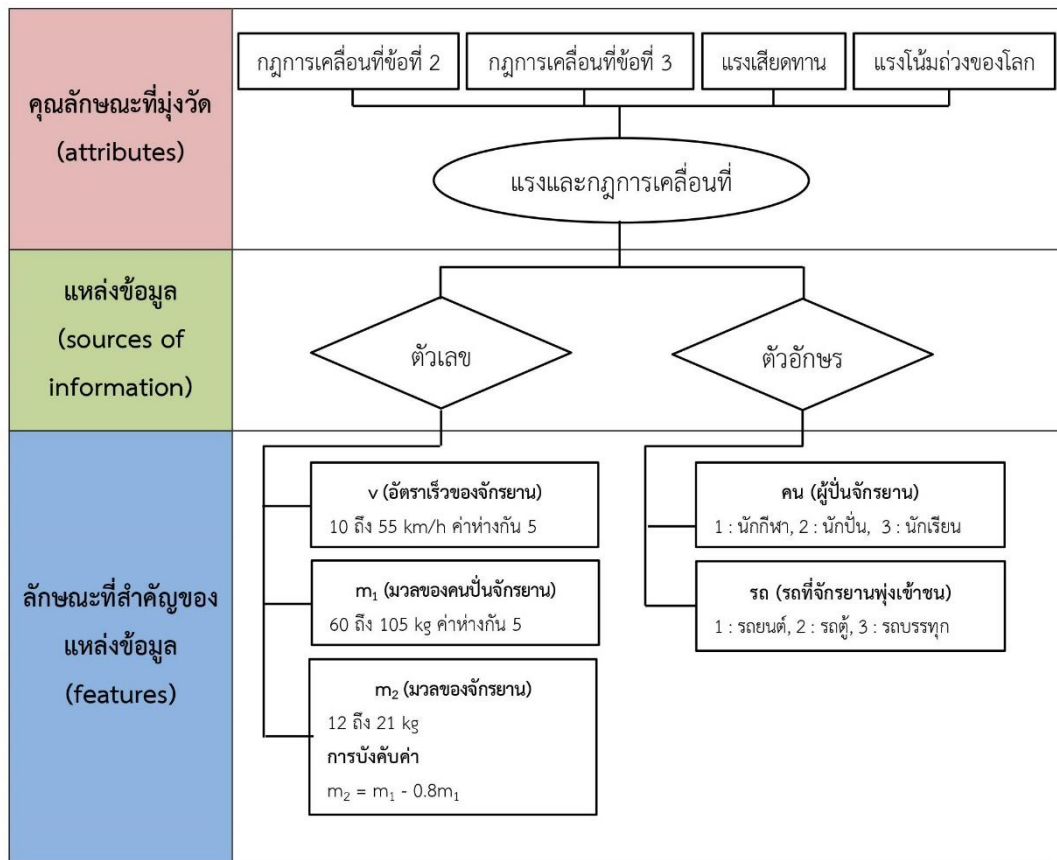 คุณลักษณะที่มุ่งวัด
(attributes)
กฎการเคลื่อนที่ข้อที่ 2
กฎการเคลื่อนที่ข้อที่ 3
แรงเสียดทาน
แรงโน้มถ่วงของโลก
แรงและกฎการเคลื่อนที่
แหล่งข้อมูล
(sources of
information)
ตัวเลข
ตัวอักษร
ลักษณะที่สำคัญของ
แหล่งข้อมูล
(features)
v (อัตราเร็วของจักรยาน)
10 ถึง 55 km/h ค่าห่างกัน 5
m₁ (มวลของคนปั่นจักรยาน)
60 ถึง 105 kg ค่าห่างกัน 5
m₂ (มวลของจักรยาน)
12 ถึง 21 kg
การบังคับค่า
m₂ = m₁ - 0.8m₁
คน (ผู้ปั่นจักรยาน)
1 : นักกีฬา, 2 : นักปั่น, 3 : นักเรียน
รถ (รถที่จักรยานพุ่งเข้าชน)
1 : รถยนต์, 2 : รถตู้, 3 : รถบรรทุก